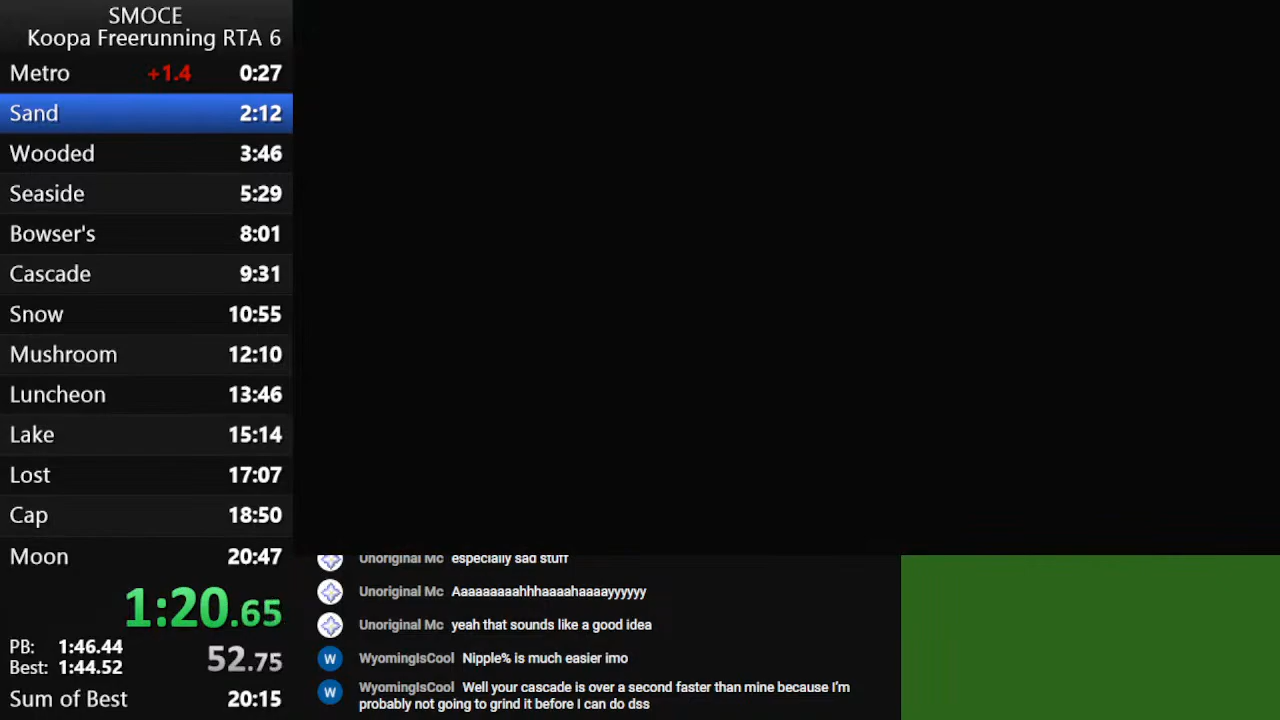 SMOCE
Koopa Freerunning RTA 6
Metro +1.4 0:27
Sand 2:12
Wooded 3:46
Seaside 5:29
Bowser's 8:01
Cascade 9:31
Snow 10:55
Mushroom 12:10
Luncheon 13:46
Lake 15:14
Lost 17:07
Cap 18:50
Moon 20:47
1:20.65
PB: 1:46.44
Best: 1:44.52
52.75
Sum of Best 20:15
Unoriginal Mc especially sad stuff
Unoriginal Mc Aaaaaaaaahhhaaaahaaaayyyyyy
Unoriginal Mc yeah that sounds like a good idea
W WyomingIsCool Nipple% is much easier imo
W WyomingIsCool Well your cascade is over a second faster than mine because I'm
probably not going to grind it before I can do dss